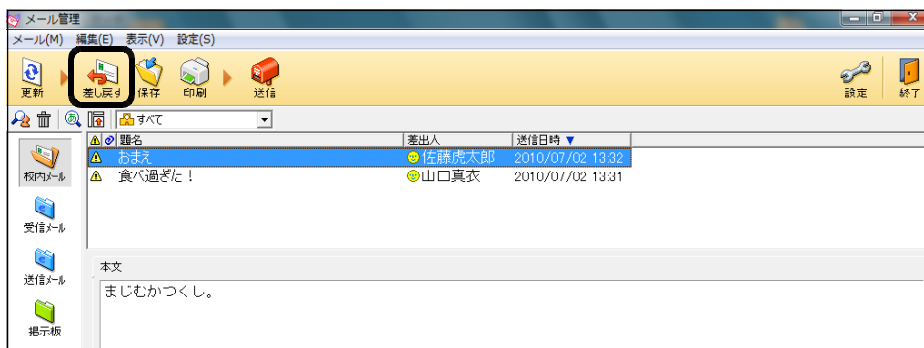 メール管理
メール(M) 編集(E) 表示(V) 設定(S)
更新 差し戻す 保存 印刷 送信 設定 終了
すべて
題名 差出人 送信日時 ▼
おまえ 佐藤虎太郎 2010/07/02 13:32
食べ過ぎた！ 山口真衣 2010/07/02 13:31
校内メール
受信メール
送信メール
掲示板
本文
まじむかつくし。